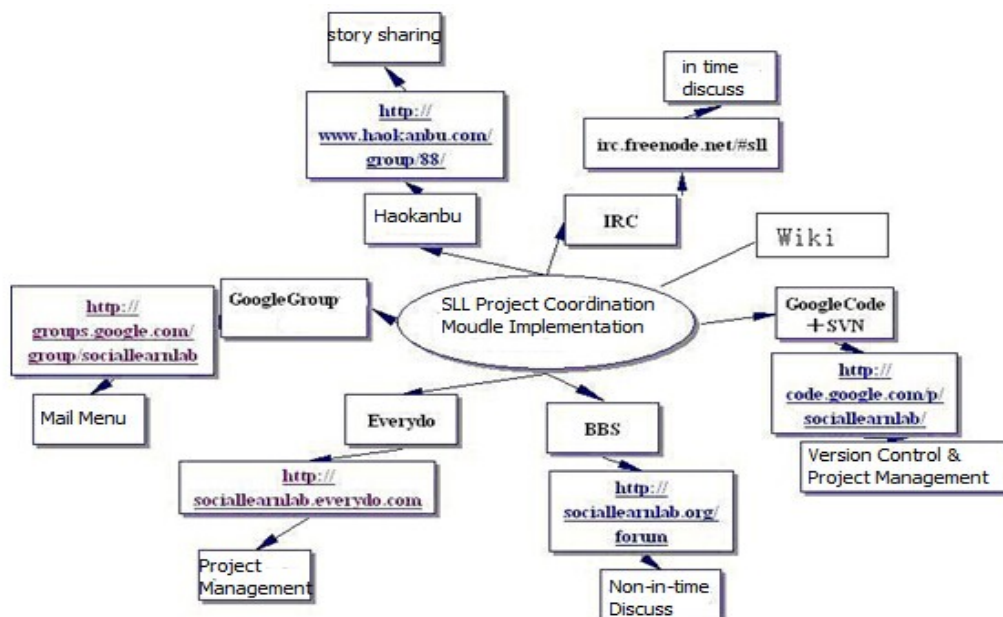 story sharing
http://
www.haokanbu.com/
group/88/
Haokanbu
in time
discuss
irc.freenode.net/#sll
IRC
Wiki
SLL Project Coordination
Moudle Implementation
GoogleGroup
http://
groups.google.com/
group/sociallearnlab
Mail Menu
GoogleCode
+SVN
http://
code.google.com/p/
sociallearnlab/
Version Control &
Project Management
Everydo
http://
sociallearnlab.everydo.com
Project
Management
BBS
http://
sociallearnlab.org/
forum
Non-in-time
Discuss